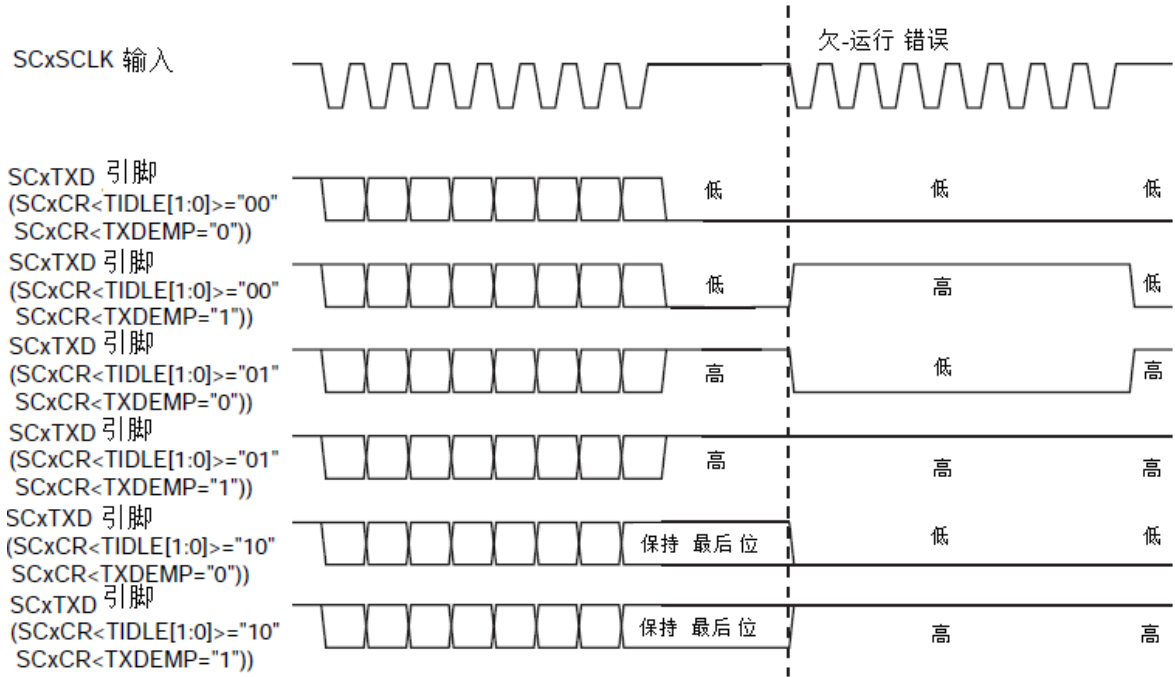 欠-运行 错误
SCxSCLK 输入
SCxTXD 引脚
(SCxCR<TIDLE[1:0]>="00"
SCxCR<TXDEMP="0"))
低 低 低
SCxTXD 引脚
(SCxCR<TIDLE[1:0]>="00"
SCxCR<TXDEMP="1"))
低 高 低
SCxTXD 引脚
(SCxCR<TIDLE[1:0]>="01"
SCxCR<TXDEMP="0"))
高 低 高
SCxTXD 引脚
(SCxCR<TIDLE[1:0]>="01"
SCxCR<TXDEMP="1"))
高 高 高
SCxTXD 引脚
(SCxCR<TIDLE[1:0]>="10"
SCxCR<TXDEMP="0"))
保持 最后 位 低 低
SCxTXD 引脚
(SCxCR<TIDLE[1:0]>="10"
SCxCR<TXDEMP="1"))
保持 最后 位 高 高